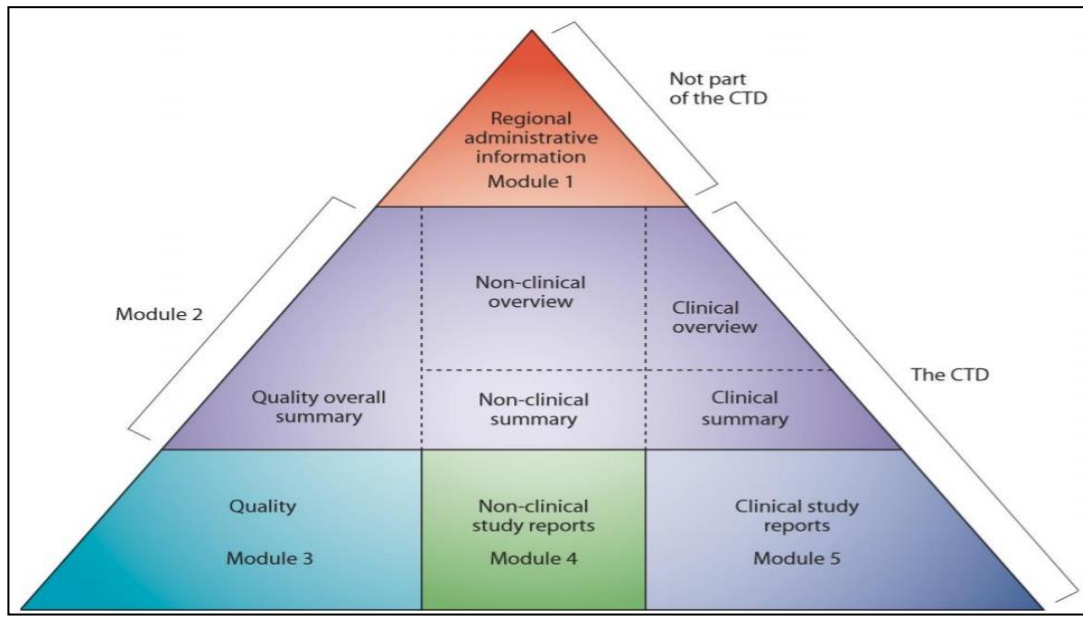 Not part
of the CTD
Regional
administrative
information
Module 1
Module 2
Non-clinical
overview
Clinical
overview
The CTD
Quality overall
summary
Non-clinical
summary
Clinical
summary
Quality
Module 3
Non-clinical
study reports
Module 4
Clinical study
reports
Module 5